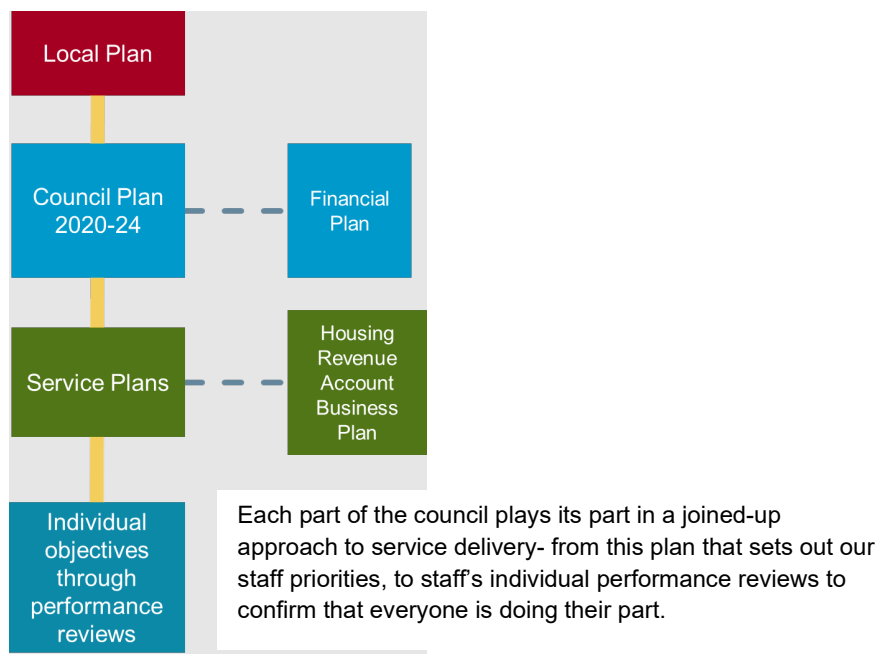 Local Plan
Council Plan
2020-24
Financial
Plan
Service Plans
Housing
Revenue
Account
Business
Plan
Individual
objectives
through
performance
reviews
Each part of the council plays its part in a joined-up
approach to service delivery- from this plan that sets out our
staff priorities, to staff’s individual performance reviews to
confirm that everyone is doing their part.